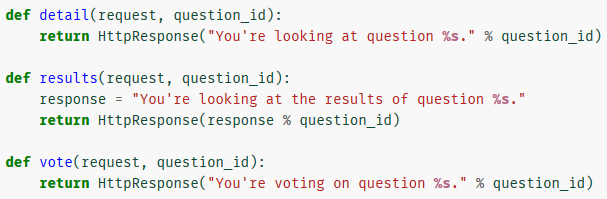 def detail(request, question_id):
    return HttpResponse("You're looking at question %s." % question_id)
def results(request, question_id):
    response = "You're looking at the results of question %s."
    return HttpResponse(response % question_id)
def vote(request, question_id):
    return HttpResponse("You're voting on question %s." % question_id)